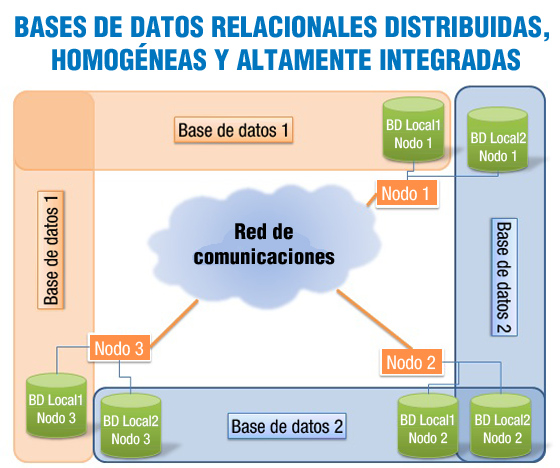 BASES DE DATOS RELACIONALES DISTRIBUIDAS,
HOMOGÉNEAS Y ALTAMENTE INTEGRADAS
Base de datos 1
BD Local1
Nodo 1
BD Local2
Nodo 1
Nodo 1
Base de datos 1
Red de
comunicaciones
Base de datos 2
Nodo 3
Nodo 2
BD Local1
Nodo 3
BD Local2
Nodo 3
Base de datos 2
BD Local1
Nodo 2
BD Local2
Nodo 2